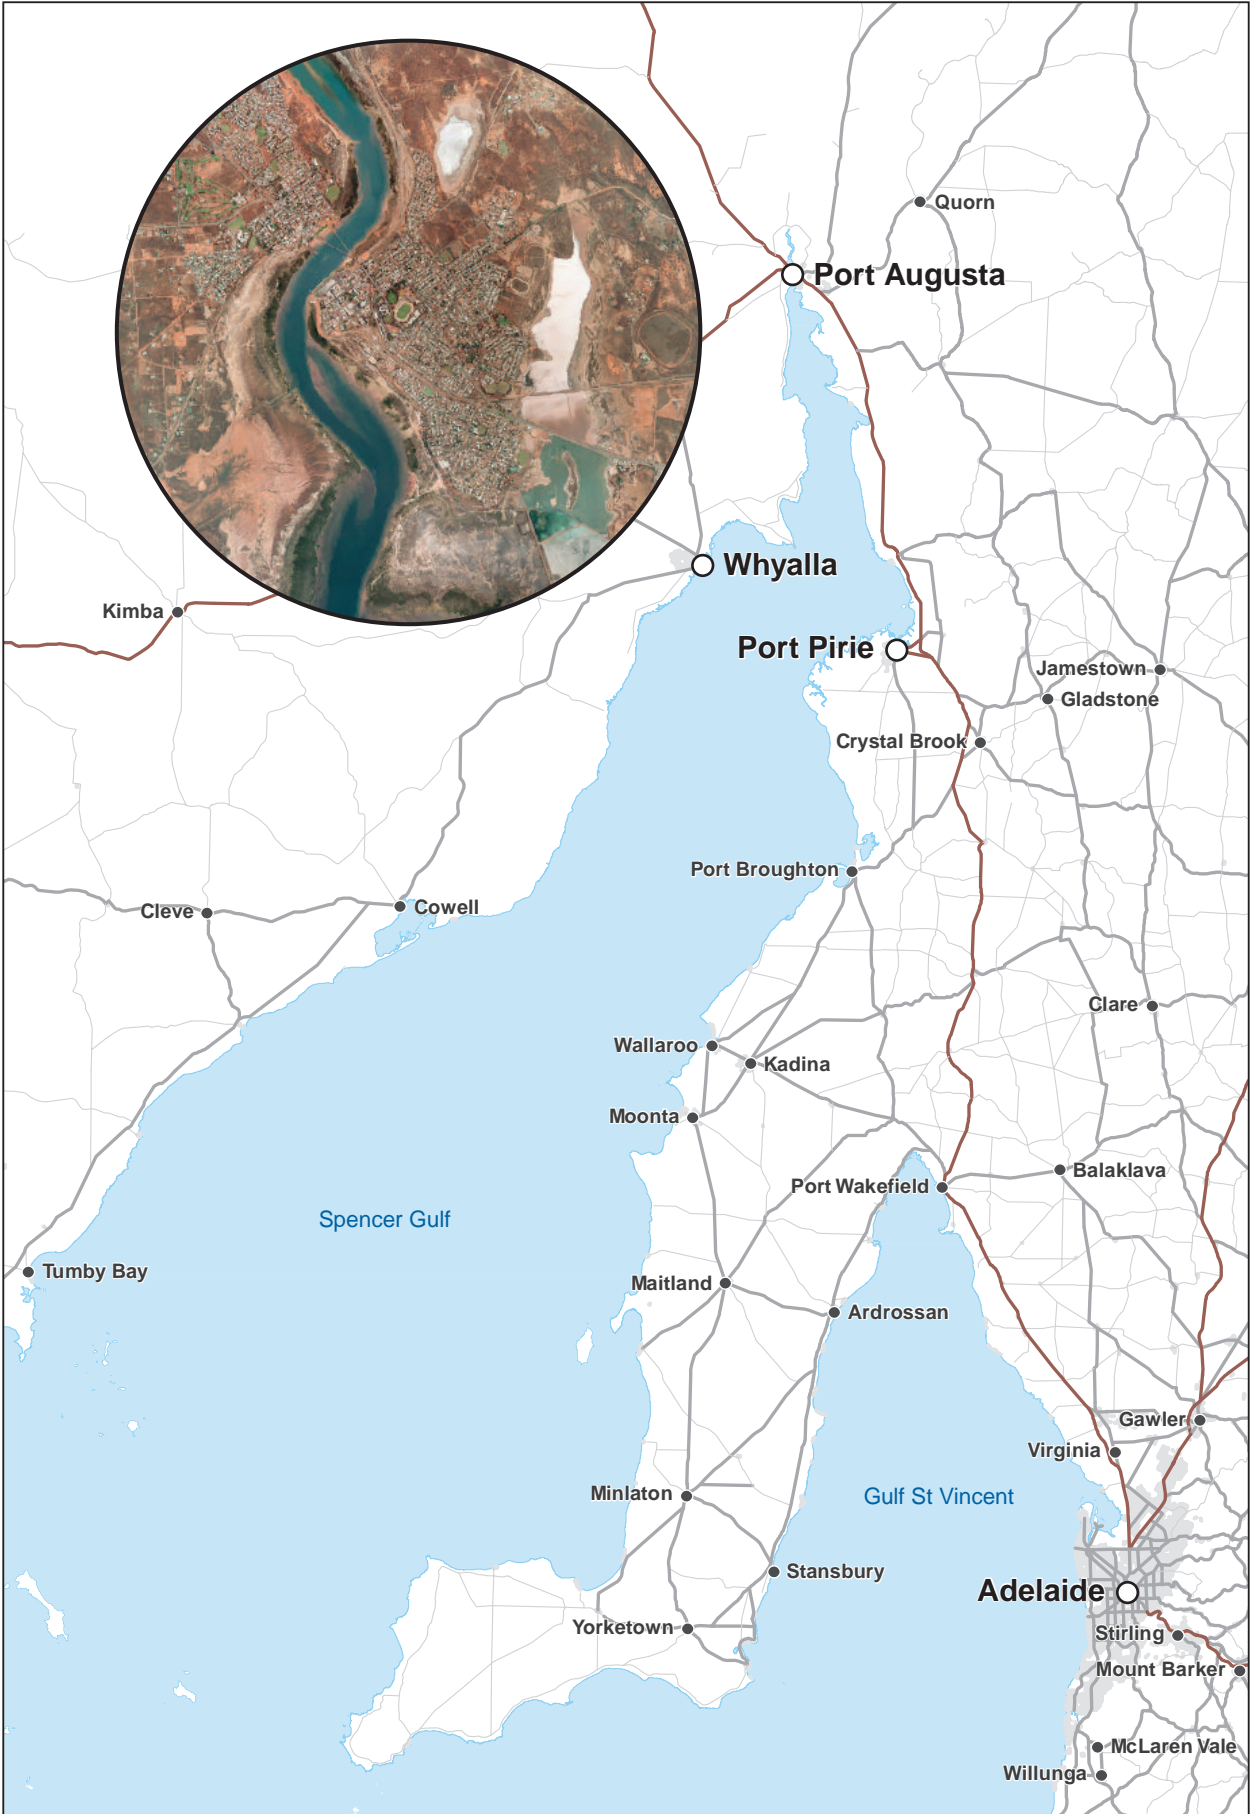 Quorn
Port Augusta
Whyalla
Kimba
Port Pirie
Jamestown
Gladstone
Crystal Brook
Port Broughton
Cleve
Cowell
Clare
Wallaroo
Kadina
Moonta
Balaklava
Port Wakefield
Spencer Gulf
Tumby Bay
Maitland
Ardrossan
Gawler
Virginia
Minlaton
Gulf St Vincent
Stansbury
Adelaide
Yorketown
Stirling
Mount Barker
McLaren Vale
Willunga